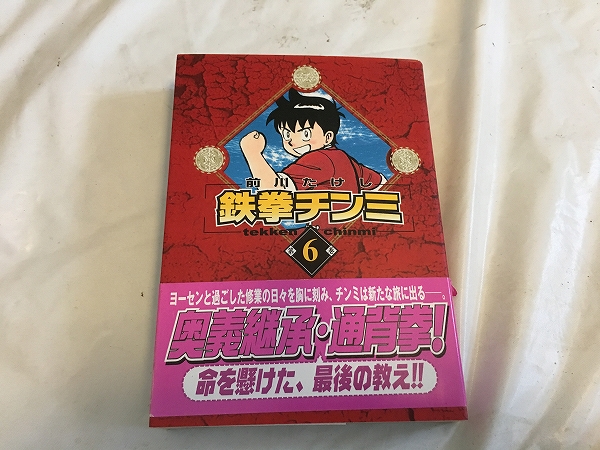 前川たけし
鉄拳チンミ
tekken chinmi
第6巻
ヨーセンと過ごした修業の日々を胸に刻み、チンミは新たな旅に出る——。
奥義継承・通背拳!
命を懸けた、最後の教え!!